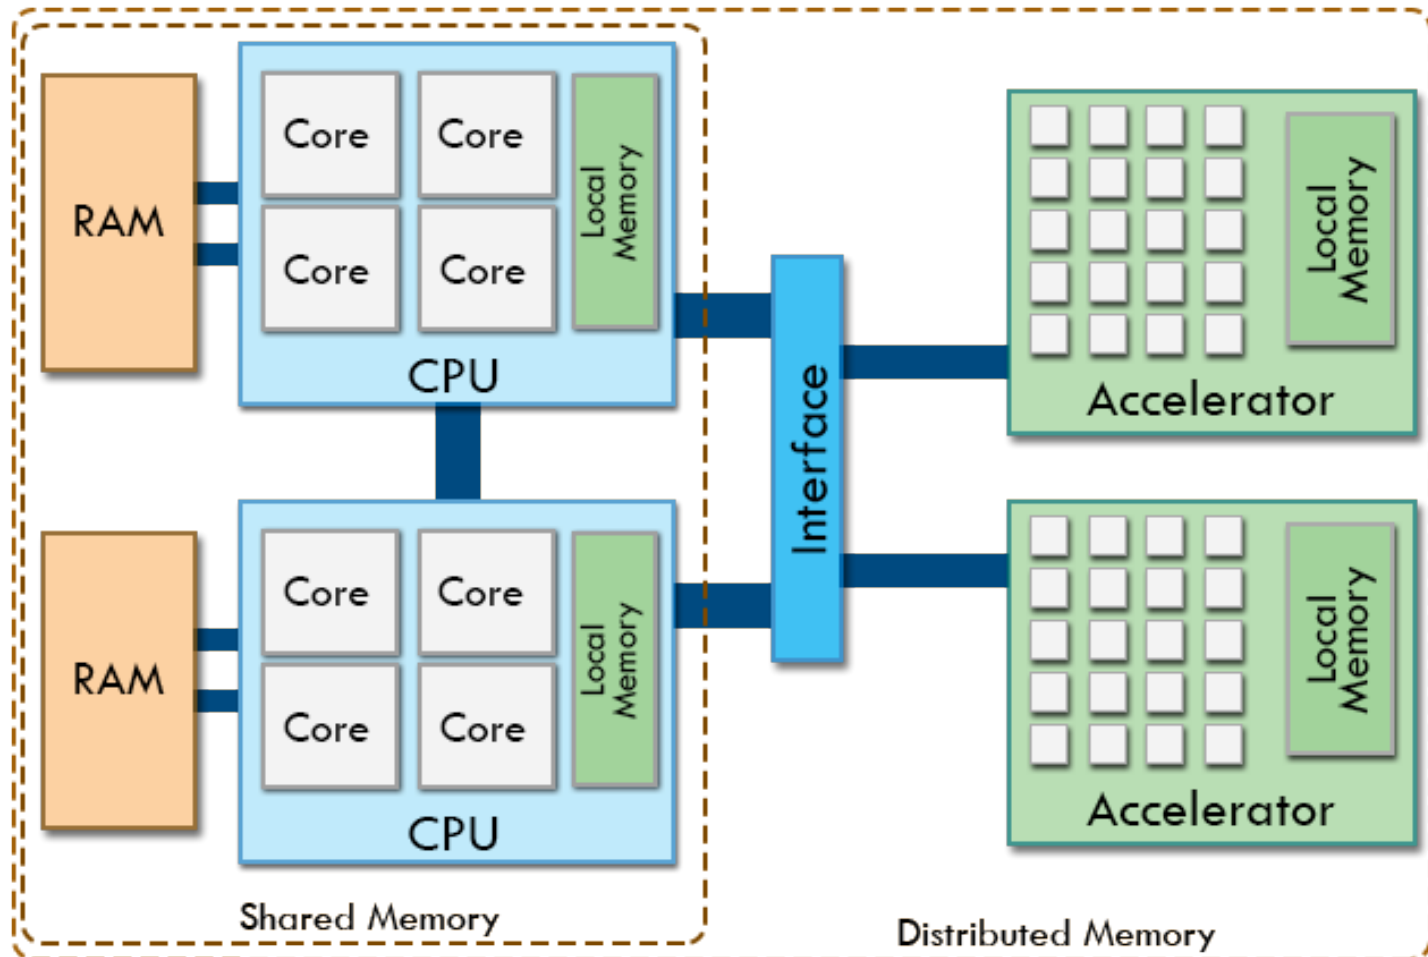 RAM
Core
Core
Core
Core
Local
Memory
CPU
RAM
Core
Core
Core
Core
Local
Memory
CPU
Shared Memory
Interface
Local
Memory
Accelerator
Local
Memory
Accelerator
Distributed Memory